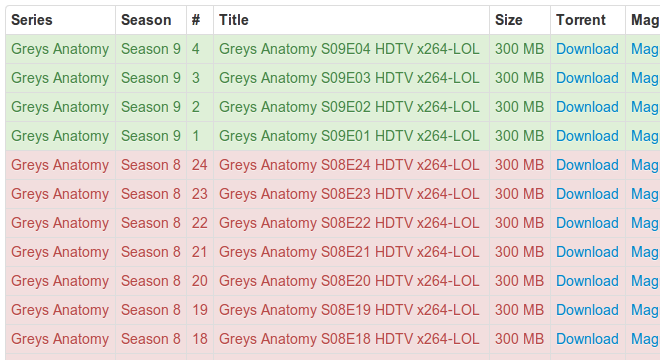 Series Season # Title Size Torrent Mag
Greys Anatomy Season 9 4 Greys Anatomy S09E04 HDTV x264-LOL 300 MB Download Mag
Greys Anatomy Season 9 3 Greys Anatomy S09E03 HDTV x264-LOL 300 MB Download Mag
Greys Anatomy Season 9 2 Greys Anatomy S09E02 HDTV x264-LOL 300 MB Download Mag
Greys Anatomy Season 9 1 Greys Anatomy S09E01 HDTV x264-LOL 300 MB Download Mag
Greys Anatomy Season 8 24 Greys Anatomy S08E24 HDTV x264-LOL 300 MB Download Mag
Greys Anatomy Season 8 23 Greys Anatomy S08E23 HDTV x264-LOL 300 MB Download Mag
Greys Anatomy Season 8 22 Greys Anatomy S08E22 HDTV x264-LOL 300 MB Download Mag
Greys Anatomy Season 8 21 Greys Anatomy S08E21 HDTV x264-LOL 300 MB Download Mag
Greys Anatomy Season 8 20 Greys Anatomy S08E20 HDTV x264-LOL 300 MB Download Mag
Greys Anatomy Season 8 19 Greys Anatomy S08E19 HDTV x264-LOL 300 MB Download Mag
Greys Anatomy Season 8 18 Greys Anatomy S08E18 HDTV x264-LOL 300 MB Download Mag